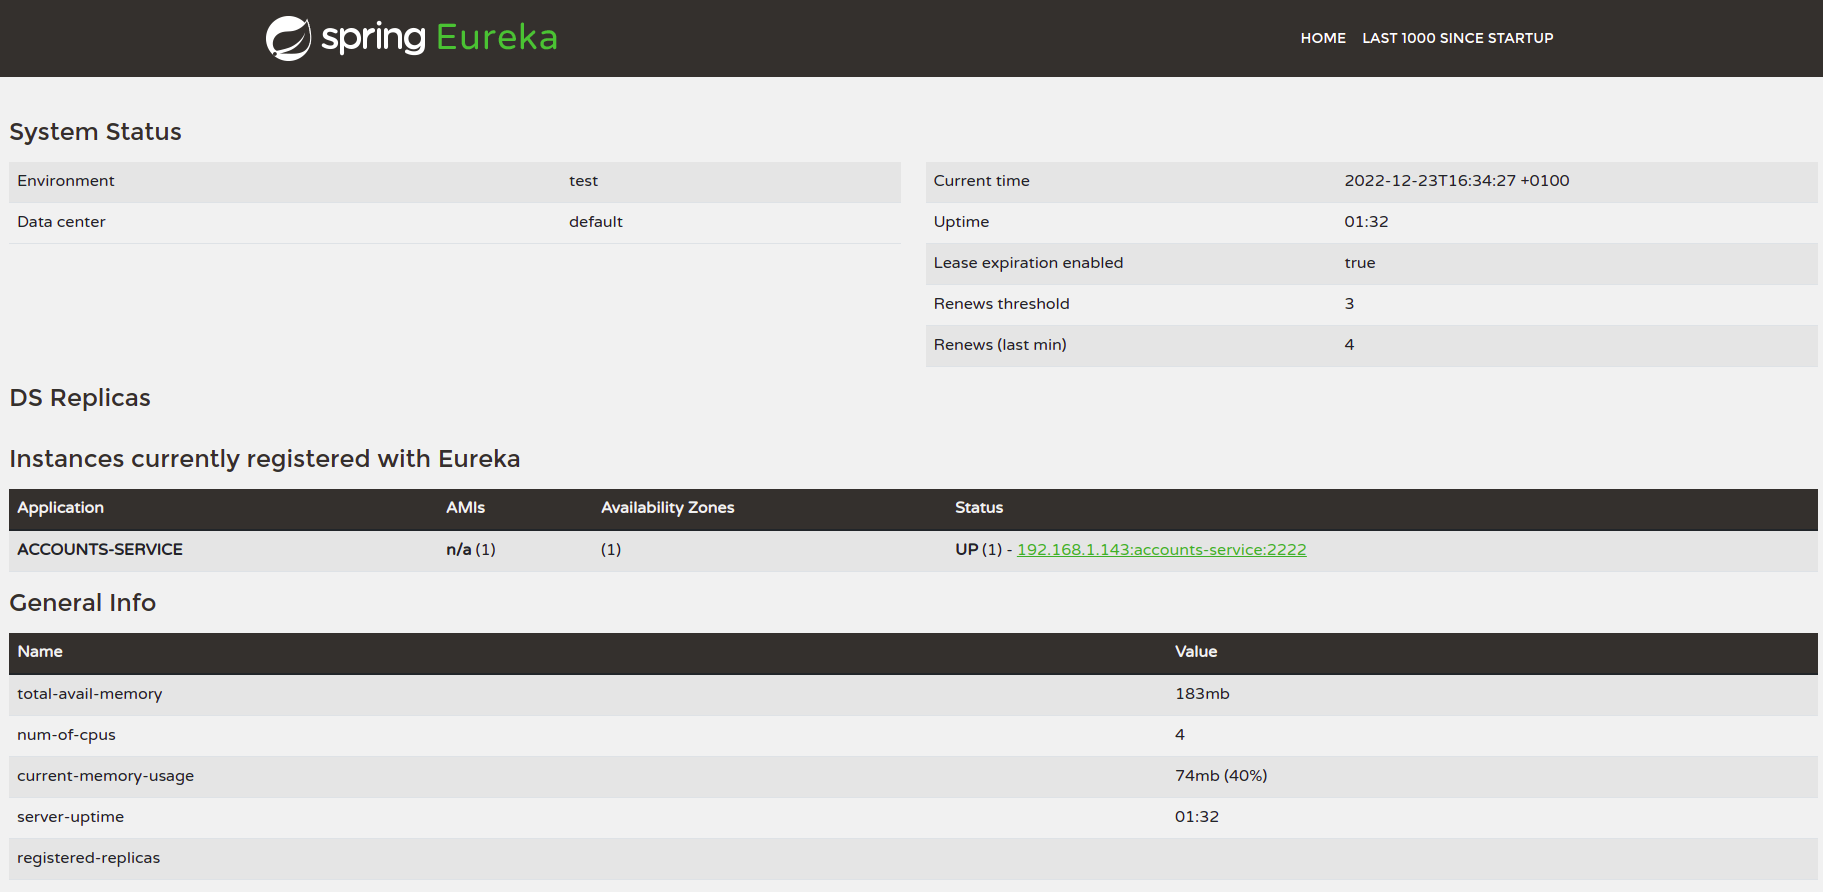 spring Eureka
HOME LAST 1000 SINCE STARTUP
System Status
Environment test
Data center default
Current time 2022-12-23T16:34:27 +0100
Uptime 01:32
Lease expiration enabled true
Renews threshold 3
Renews (last min) 4
DS Replicas
Instances currently registered with Eureka
Application AMIs Availability Zones Status
ACCOUNTS-SERVICE n/a (1) (1) UP (1) - 192.168.1.143:accounts-service:2222
General Info
Name Value
total-avail-memory 183mb
num-of-cpus 4
current-memory-usage 74mb (40%)
server-uptime 01:32
registered-replicas